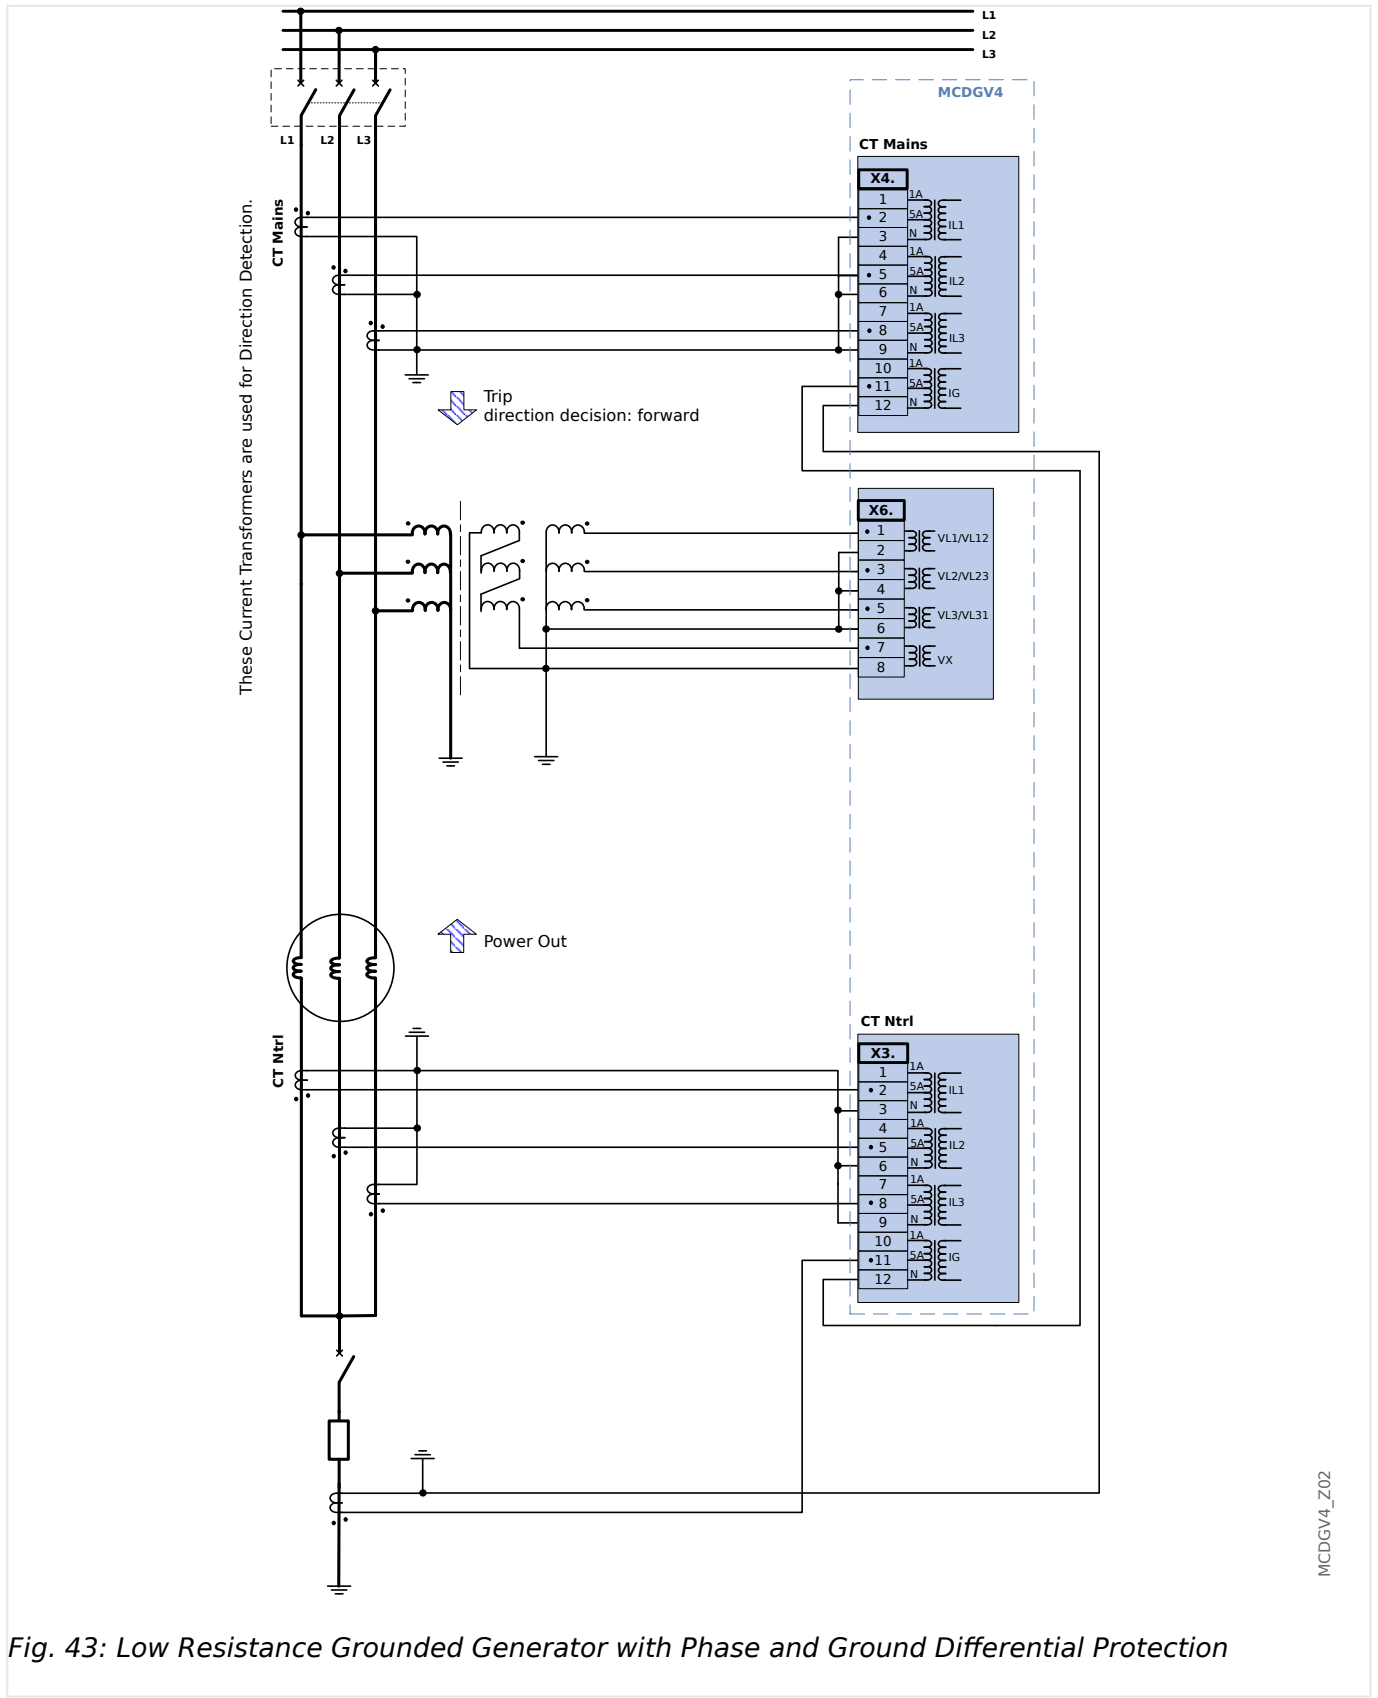 L1
L2
L3
MCDGV4
L1 L2 L3
CT Mains
These Current Transformers are used for Direction Detection.
CT Mains
X4.
1 1A
2 5A IL1
3 N
4 1A
5 5A IL2
6 N
7 1A
8 5A IL3
9 N
10 1A
11 5A IG
12 N
Trip
direction decision: forward
X6.
1 VL1/VL12
2
3 VL2/VL23
4
5 VL3/VL31
6
7 VX
8
Power Out
CT Ntrl
CT Ntrl
X3.
1 1A
2 5A IL1
3 N
4 1A
5 5A IL2
6 N
7 1A
8 5A IL3
9 N
10 1A
11 5A IG
12 N
MCDGV4_Z02
Fig. 43: Low Resistance Grounded Generator with Phase and Ground Differential Protection